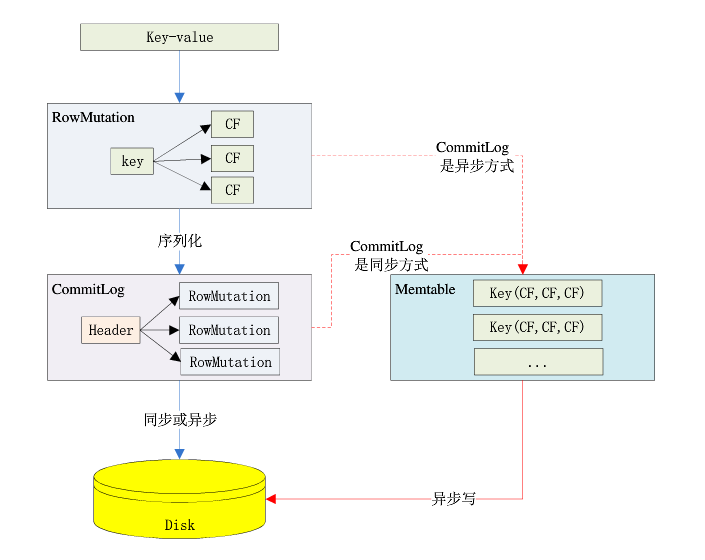 Key-value
RowMutation
CF
key
CF
CF
CommitLog
是异步方式
序列化
CommitLog
是同步方式
CommitLog
RowMutation
Header
RowMutation
RowMutation
Memtable
Key(CF,CF,CF)
Key(CF,CF,CF)
...
同步或异步
异步写
Disk